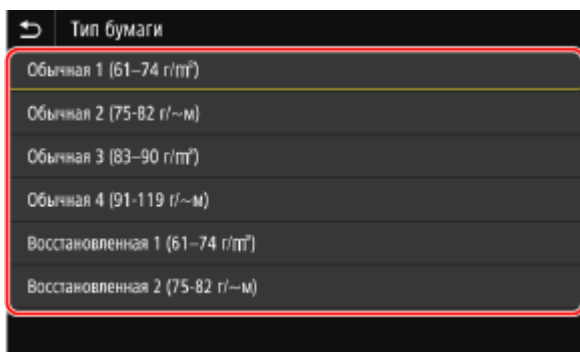 Тип бумаги
Обычная 1 (61–74 г/m²)
Обычная 2 (75-82 г/~м)
Обычная 3 (83–90 г/m²)
Обычная 4 (91-119 г/~м)
Восстановленная 1 (61–74 г/m²)
Восстановленная 2 (75-82 г/~м)